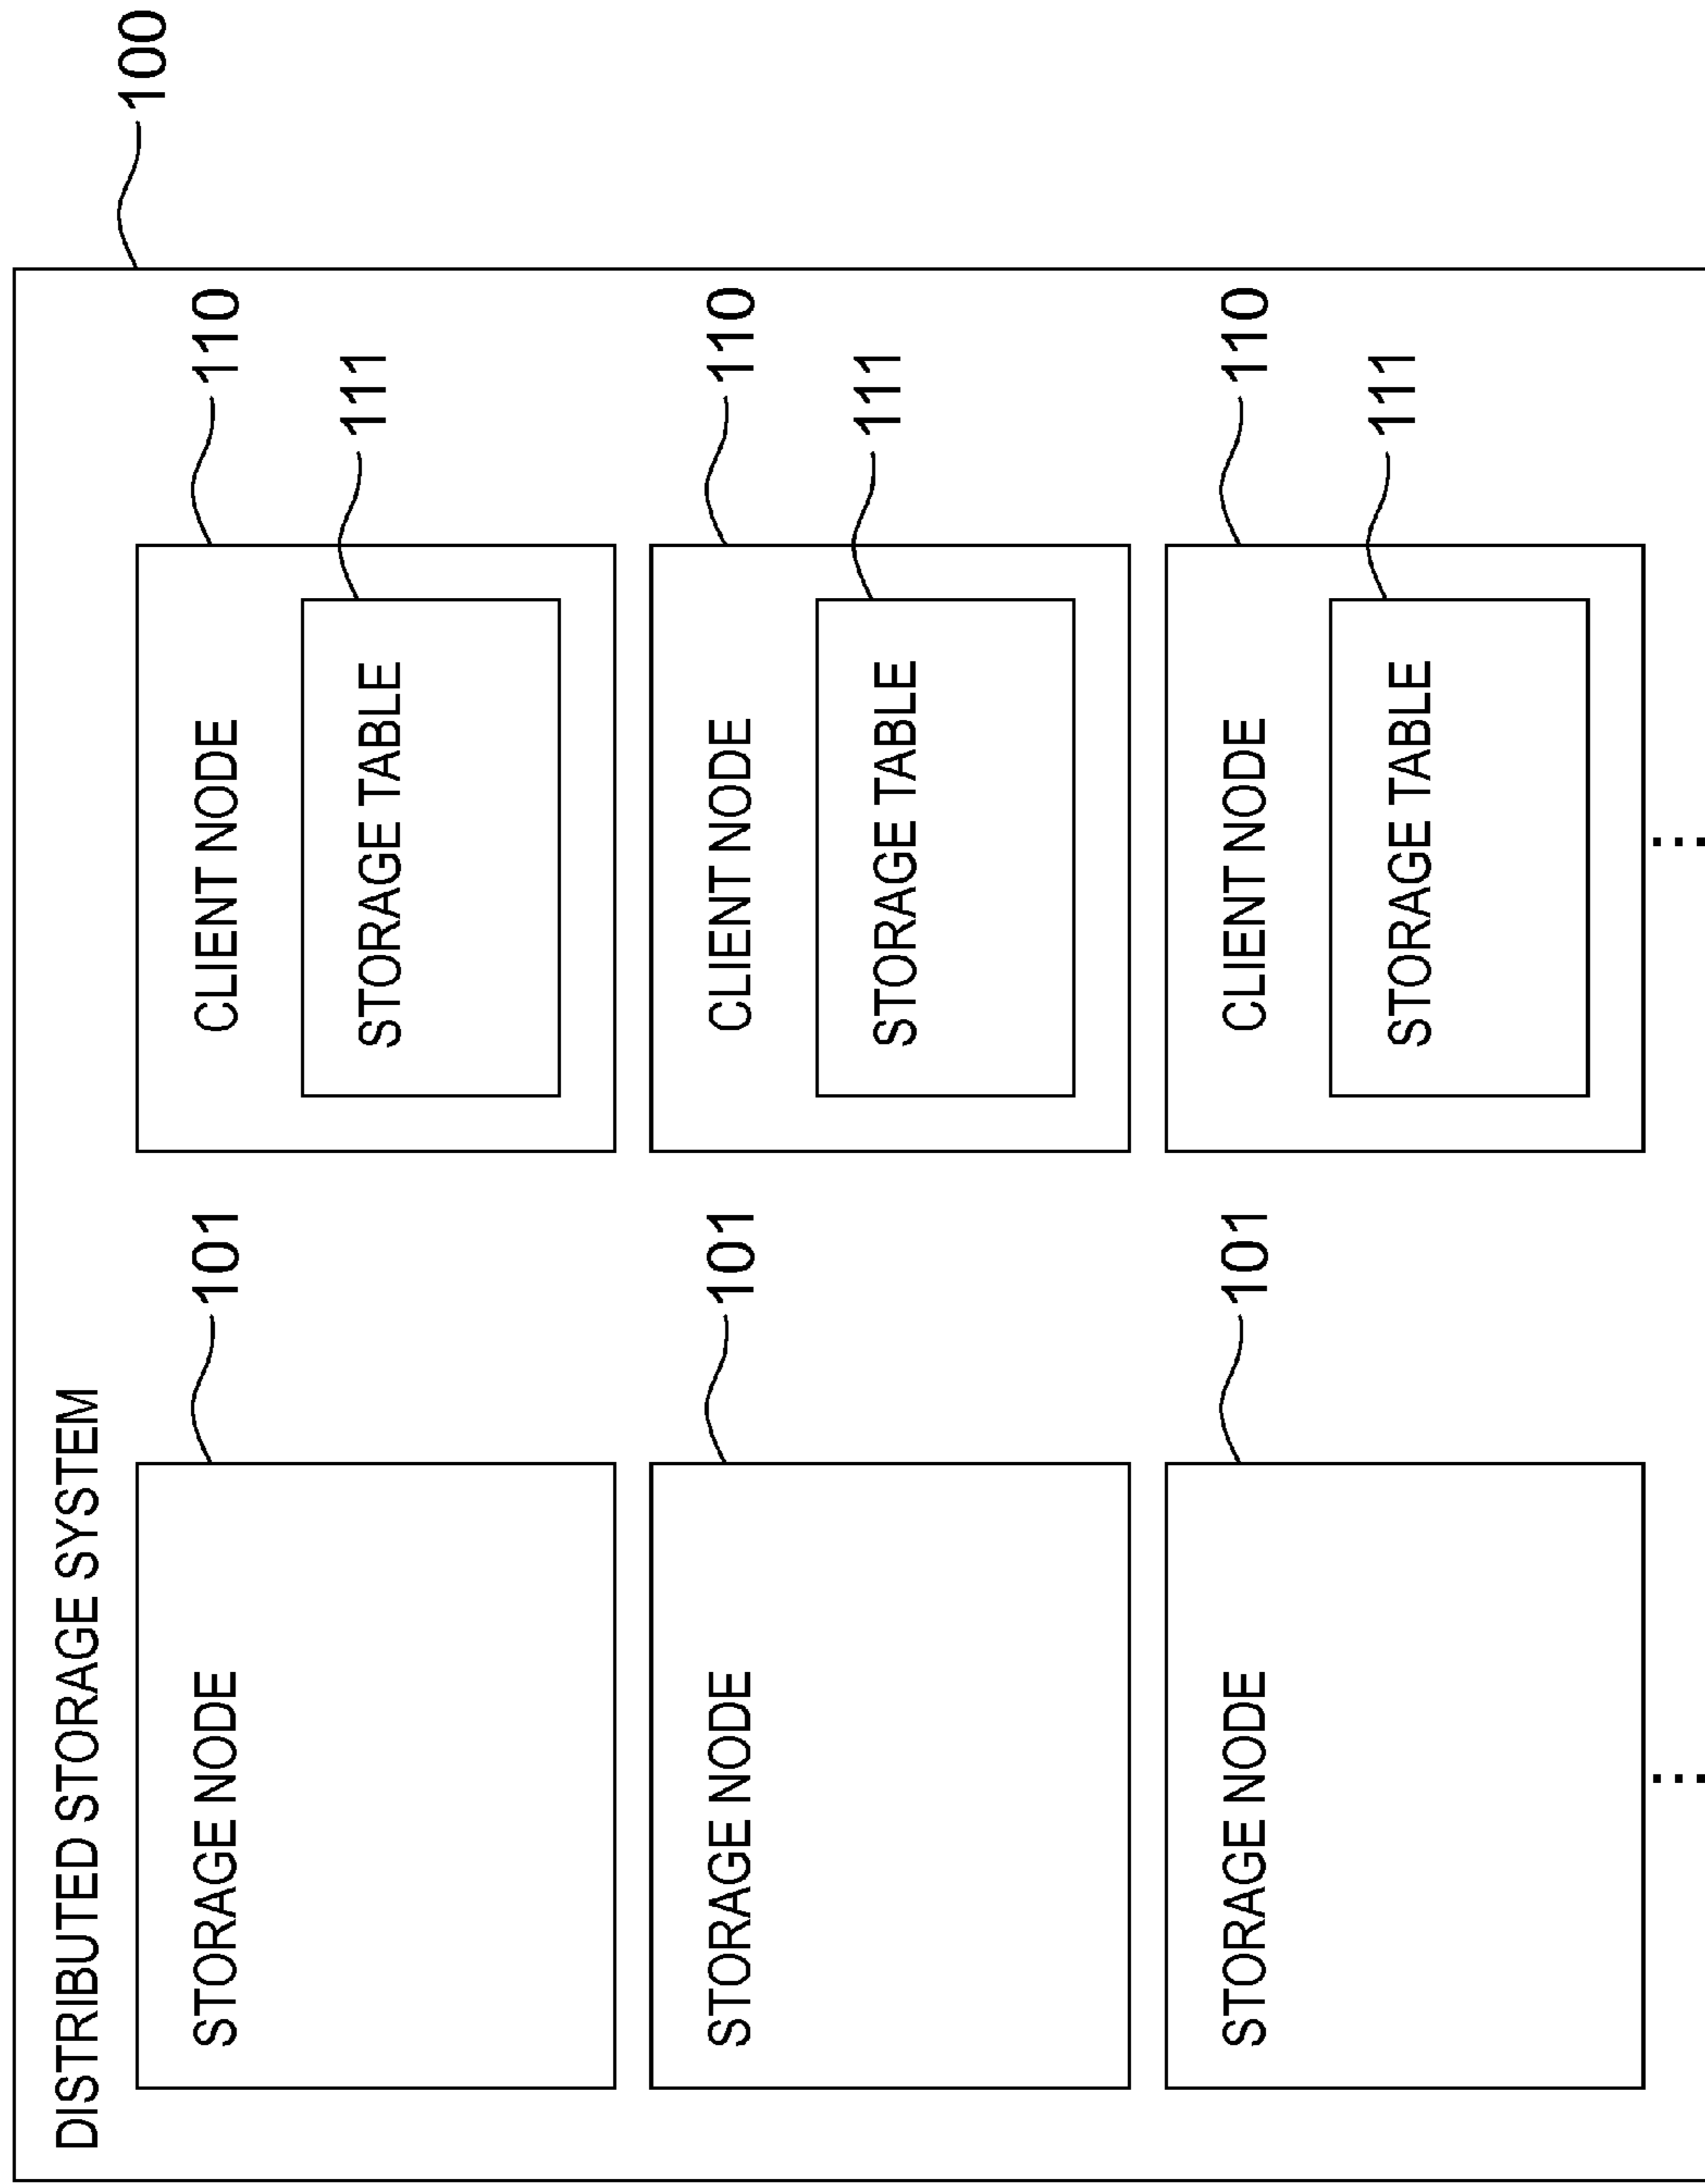 100
DISTRIBUTED STORAGE SYSTEM
101
110
STORAGE NODE
CLIENT NODE
111
STORAGE TABLE
101
110
STORAGE NODE
CLIENT NODE
111
STORAGE TABLE
101
110
STORAGE NODE
CLIENT NODE
111
STORAGE TABLE
...
...